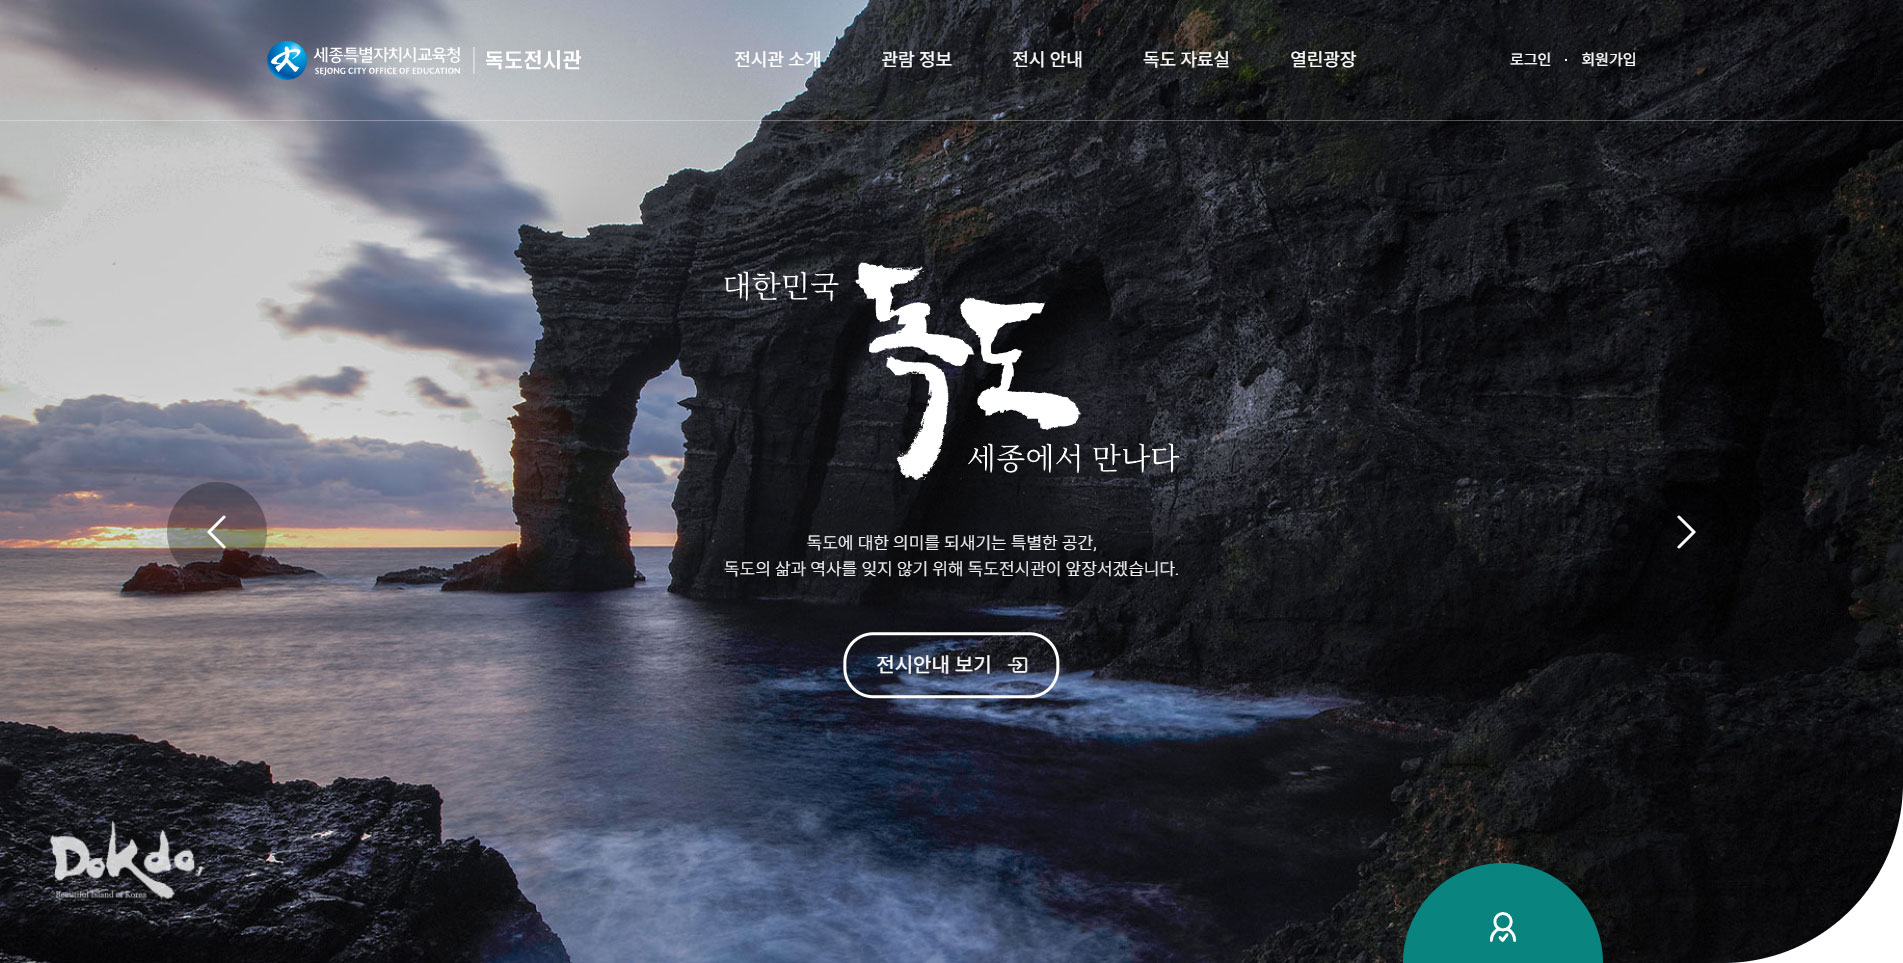 세종특별자치시교육청
SEJONG CITY OFFICE OF EDUCATION
독도전시관
전시관 소개
관람 정보
전시 안내
독도 자료실
열린광장
로그인 · 회원가입
대한민국
독도
세종에서 만나다
독도에 대한 의미를 되새기는 특별한 공간,
독도의 삶과 역사를 잊지 않기 위해 독도전시관이 앞장서겠습니다.
전시안내 보기
Dokdo,
Beautiful Island of Korea